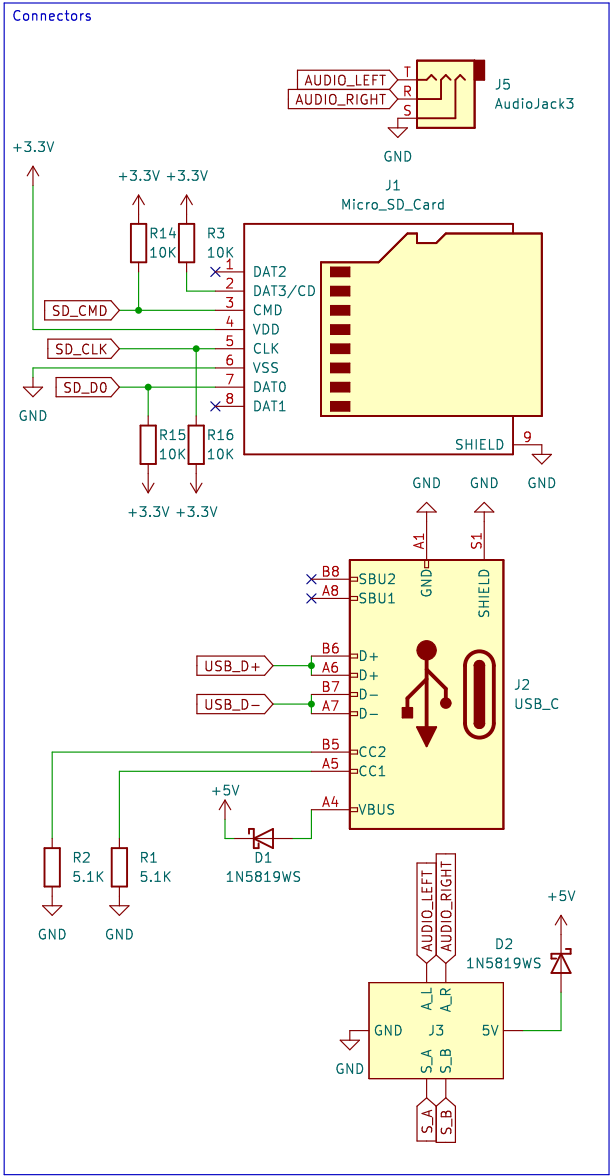 Connectors
T
AUDIO_LEFT
R
AUDIO_RIGHT
S
J5
AudioJack3
GND
+3.3V
+3.3V +3.3V
J1
Micro_SD_Card
R14
10K
R3
10K
1 DAT2
2 DAT3/CD
SD_CMD 3 CMD
4 VDD
SD_CLK 5 CLK
6 VSS
SD_D0 7 DAT0
GND
8 DAT1
R15
10K
R16
10K
SHIELD 9
GND
+3.3V +3.3V
GND GND
A1 S1
GND SHIELD
B8 SBU2
A8 SBU1
B6 D+
USB_D+
A6 D+
B7 D-
USB_D-
A7 D-
J2
USB_C
B5 CC2
A5 CC1
+5V
A4 VBUS
D1
1N5819WS
R2
5.1K
R1
5.1K
GND GND
AUDIO_LEFT
AUDIO_RIGHT
+5V
D2
1N5819WS
A_L
A_R
GND J3 5V
GND
S_A
S_B
S_A
S_B